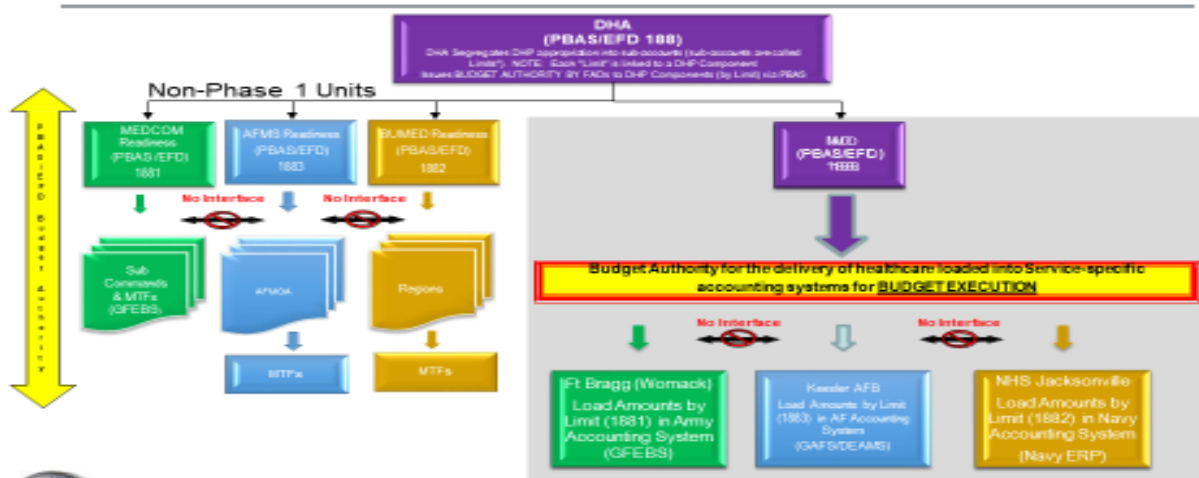 DHA
(PBAS/EFD 188)
DHA Segregates DHP appropriation into sub-accounts (sub-accounts are called
Limits"). NOTE: Each "Limit" is linked to a DHP Component
Issues BUDGET AUTHORITY BY FADs to DHP Components (by Limit) via PBAS
Non-Phase 1 Units
PBAS/EFD Budget Authority
MEDCOM
Readiness
(PBAS /EFD)
1881
AFMS Readiness
(PBAS/EFD)
1883
BUMED Readiness
(PBAS/EFD)
1882
(PBAS/EFD)
No Interface
No Interface
Sub
Commands
& MTFs
(GFEBS)
AFMOA
Regions
MTFs
MTFs
Budget Authority for the delivery of healthcare loaded into Service-specific
accounting systems for BUDGET EXECUTION
No Interface
No Interface
Ft Bragg (Womack)
Load Amounts by
Limit (1881) in Army
Accounting System
(GFEBS)
Keesler AFB
Load Amounts by Limit
(1883) in AF Accounting
System
(GAFS/DEAMS)
NHS Jacksonville
Load Amounts by
Limit (1882) in Navy
Accounting System
(Navy ERP)